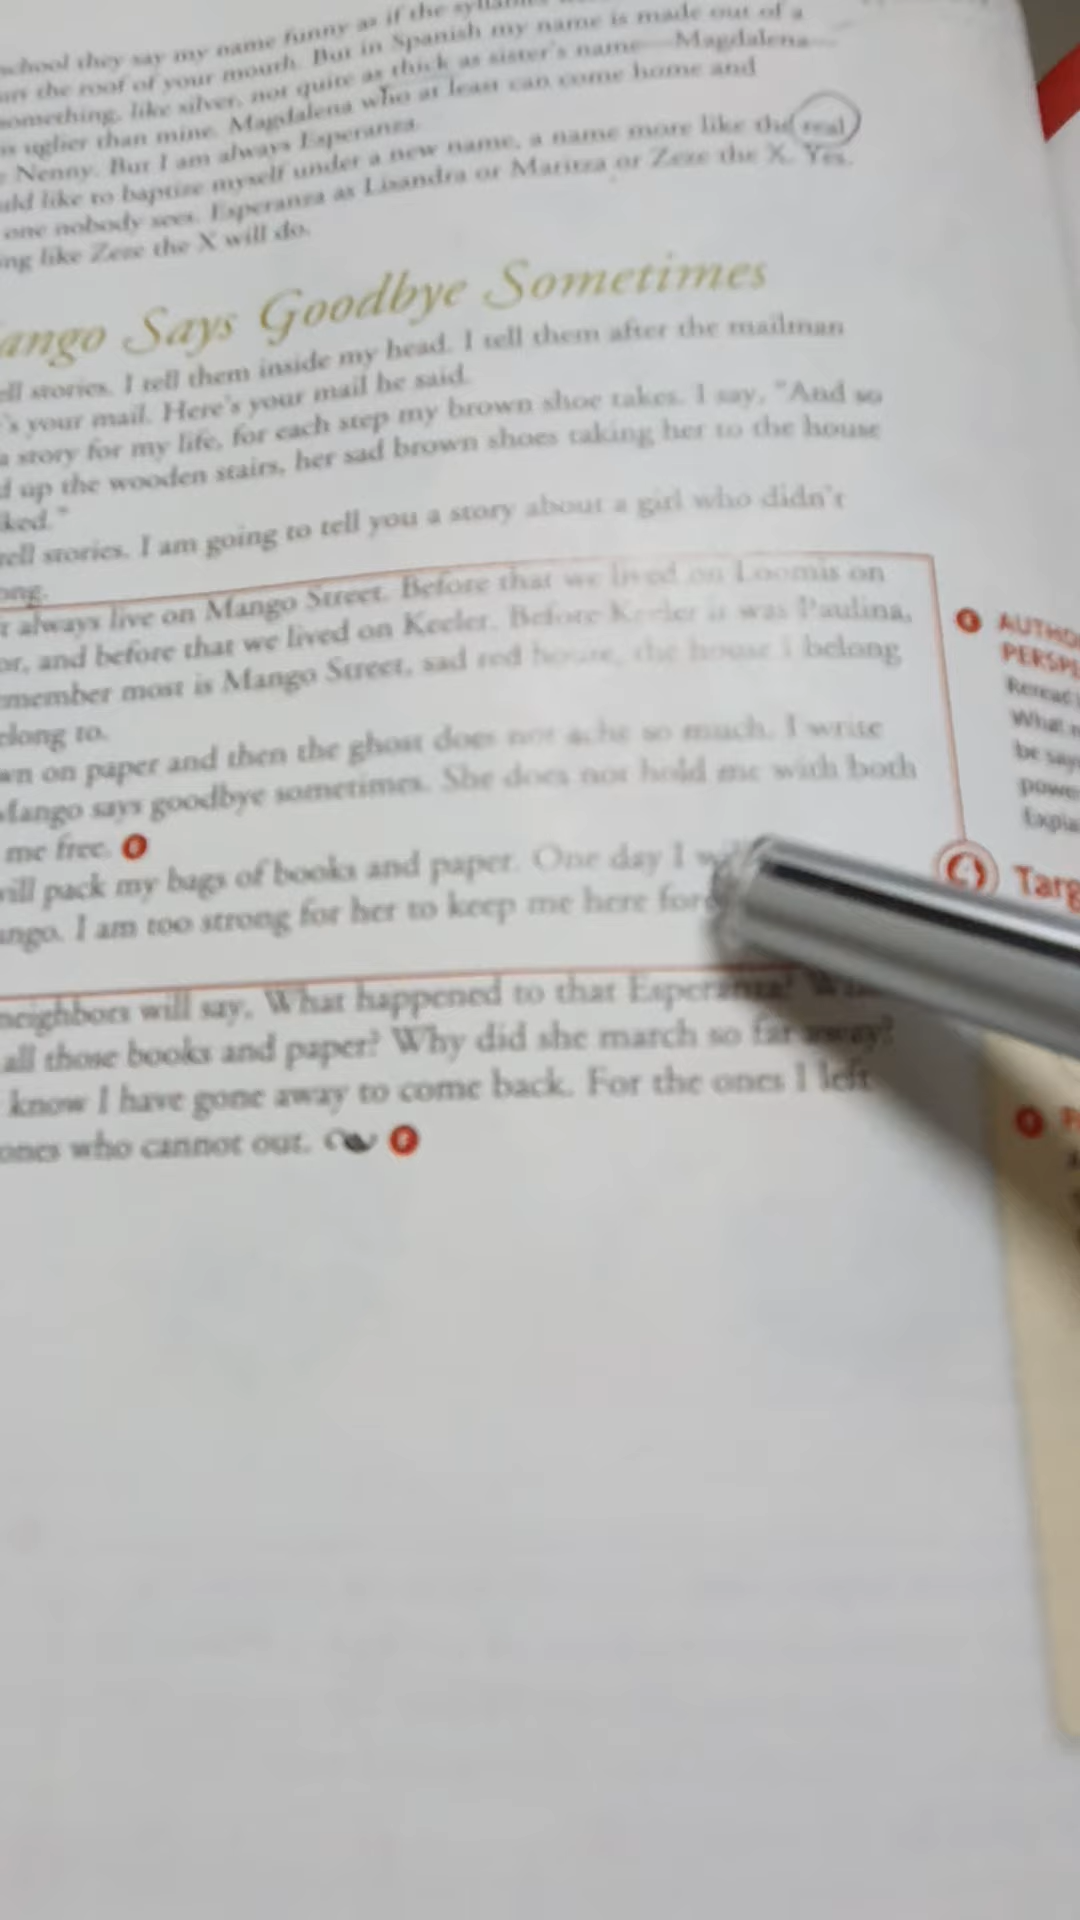 school they say my name funny as if the
the roof of your mouth. But in Spanish my name is made out of a
something, like silver, not quite as thick as sister's name—Magdalena—
uglier than mine. Magdalena who at least can come home and
Nenny. But I am always Esperanza.
uld like to baptize myself under a new name, a name more like the real
one nobody sees. Esperanza as Lisandra or Maritza or Zeze the X. Yes.
ng like Zeze the X will do.
ango Says Goodbye Sometimes
ell stories. I tell them inside my head. I tell them after the mailman
's your mail. Here's your mail he said.
a story for my life, for each step my brown shoe takes. I say, "And so
d up the wooden stairs, her sad brown shoes taking her to the house
ked."
tell stories. I am going to tell you a story about a girl who didn't
ong.
t always live on Mango Street. Before that we lived on Loomis on
or, and before that we lived on Keeler. Before Keeler it was Paulina,
member most is Mango Street, sad red house, the house I belong
elong to.
wn on paper and then the ghost does not ache so much. I write
Mango says goodbye sometimes. She does not hold me with both
me free.
will pack my bags of books and paper. One day I w
ango. I am too strong for her to keep me here for
neighbors will say, What happened to that Esperanza?
all those books and paper? Why did she march so far away?
know I have gone away to come back. For the ones I left
ones who cannot out.
AUTHO
PERSPE
Reread
What
be say
powe
Expla
Targ